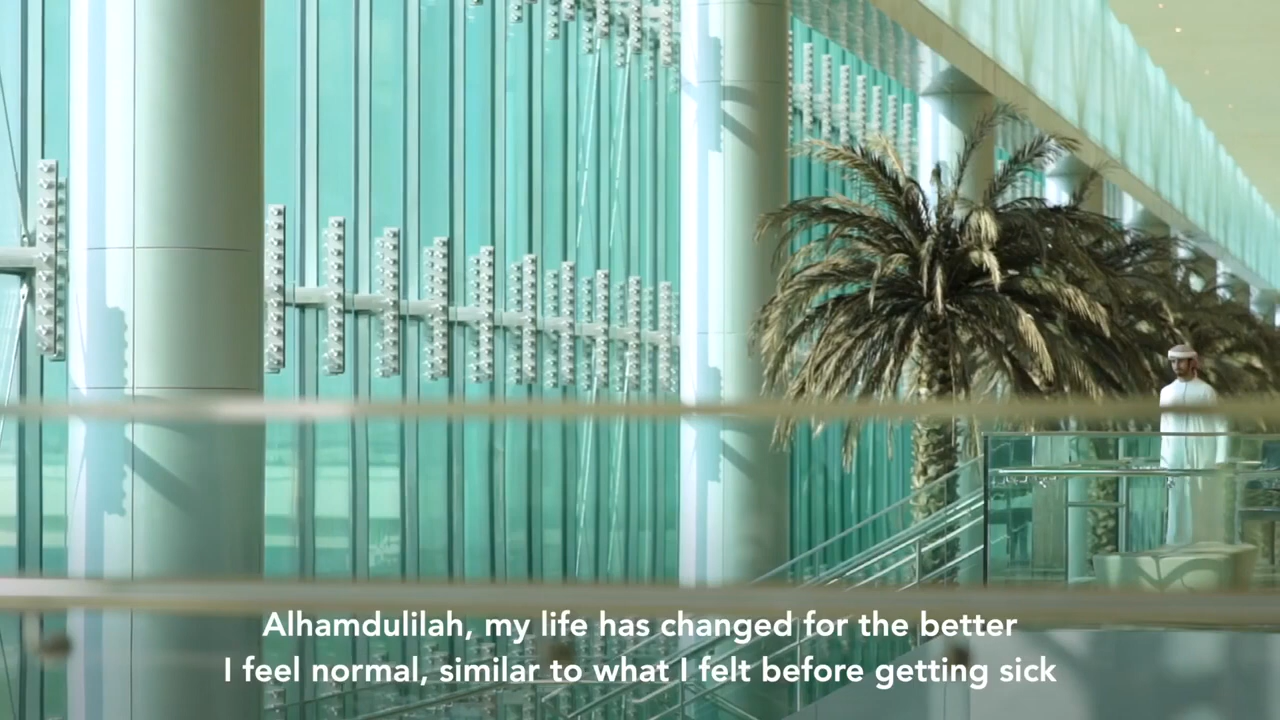 Alhamdulilah, my life has changed for the better
I feel normal, similar to what I felt before getting sick